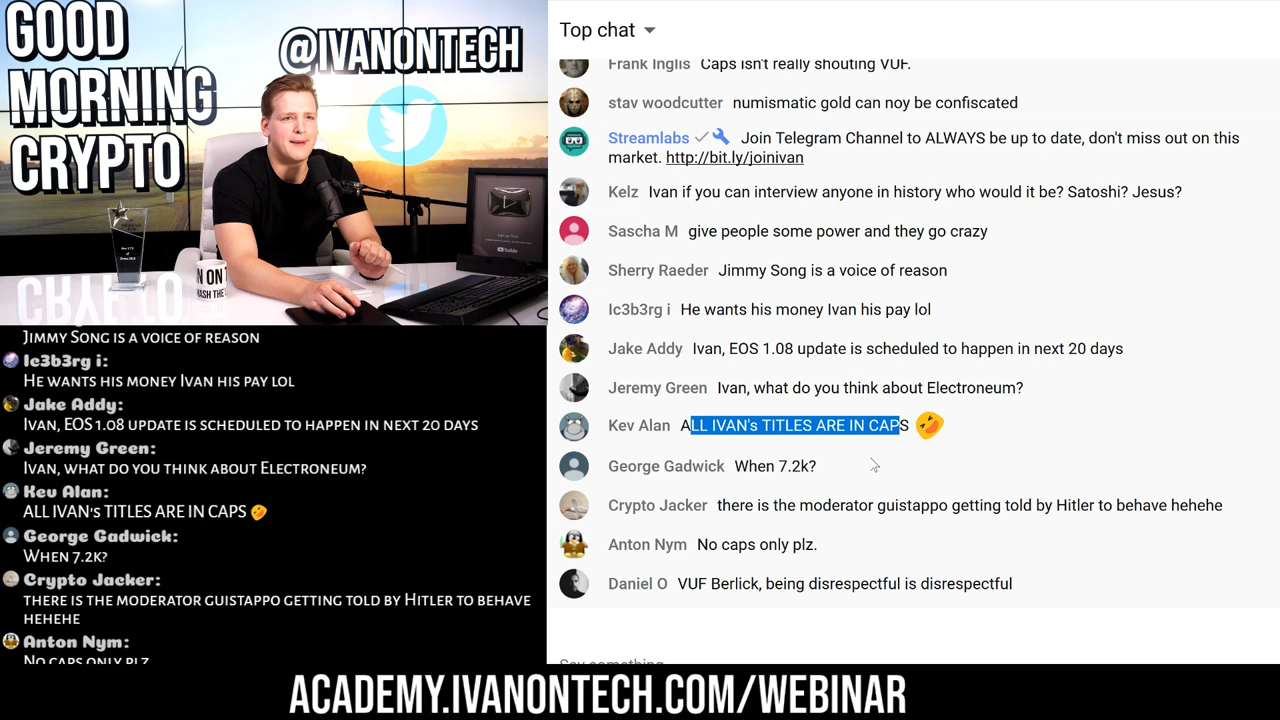 GOOD
MORNING
CRYPTO
@IVANONTECH
Jimmy Song is a voice of reason
Ic3b3rg i:
He wants his money Ivan his pay lol
Jake Addy:
Ivan, EOS 1.08 update is scheduled to happen in next 20 days
Jeremy Green:
Ivan, what do you think about Electroneum?
Kev Alan:
ALL IVAN's TITLES ARE IN CAPS 🤣
George Gadwick:
When 7.2k?
Crypto Jacker:
there is the moderator guistappo getting told by Hitler to behave
hehehe
Anton Nym:
No caps only plz.
Top chat
Frank Inglis Caps isn't really shouting VUF.
stav woodcutter numismatic gold can noy be confiscated
Streamlabs Join Telegram Channel to ALWAYS be up to date, don't miss out on this
market. http://bit.ly/joinivan
Kelz Ivan if you can interview anyone in history who would it be? Satoshi? Jesus?
Sascha M give people some power and they go crazy
Sherry Raeder Jimmy Song is a voice of reason
Ic3b3rg i He wants his money Ivan his pay lol
Jake Addy Ivan, EOS 1.08 update is scheduled to happen in next 20 days
Jeremy Green Ivan, what do you think about Electroneum?
Kev Alan ALL IVAN's TITLES ARE IN CAPS 🤣
George Gadwick When 7.2k?
Crypto Jacker there is the moderator guistappo getting told by Hitler to behave hehehe
Anton Nym No caps only plz.
Daniel O VUF Berlick, being disrespectful is disrespectful
Say something
ACADEMY.IVANONTECH.COM/WEBINAR